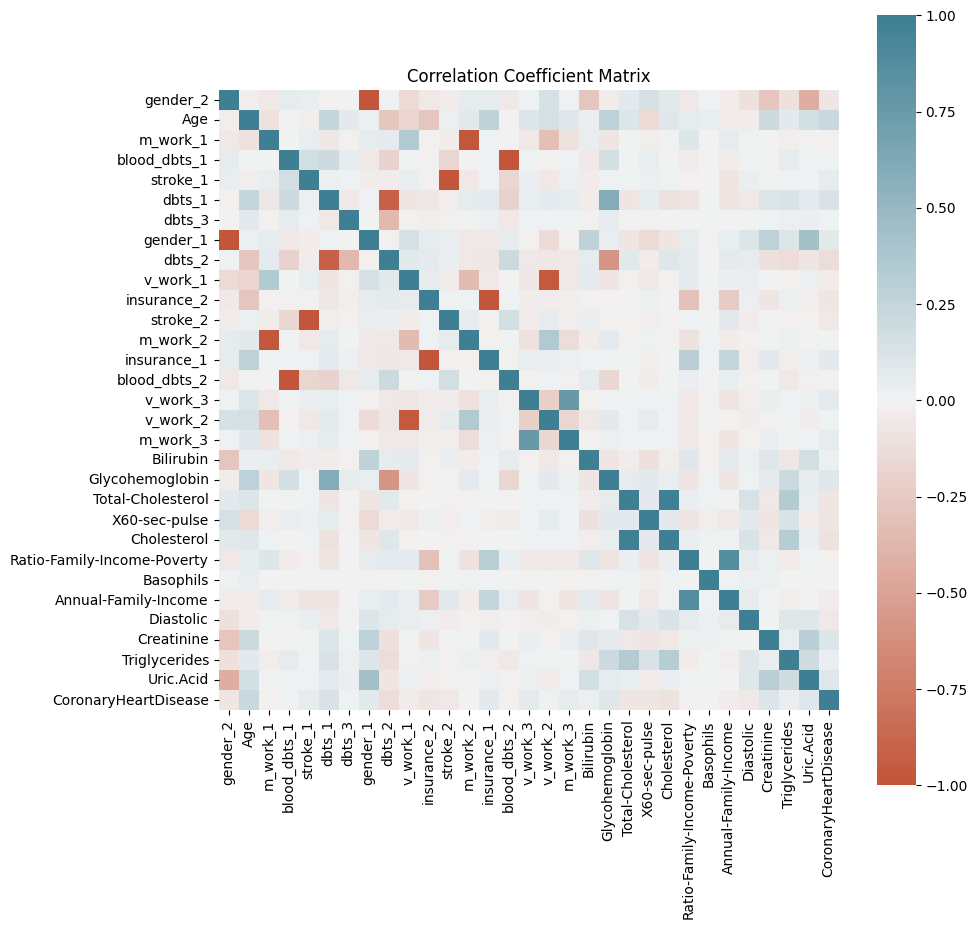 Correlation Coefficient Matrix
gender_2
Age
m_work_1
blood_dbts_1
stroke_1
dbts_1
dbts_3
gender_1
dbts_2
v_work_1
insurance_2
stroke_2
m_work_2
insurance_1
blood_dbts_2
v_work_3
v_work_2
m_work_3
Bilirubin
Glycohemoglobin
Total-Cholesterol
X60-sec-pulse
Cholesterol
Ratio-Family-Income-Poverty
Basophils
Annual-Family-Income
Diastolic
Creatinine
Triglycerides
Uric.Acid
CoronaryHeartDisease
gender_2
Age
m_work_1
blood_dbts_1
stroke_1
dbts_1
dbts_3
gender_1
dbts_2
v_work_1
insurance_2
stroke_2
m_work_2
insurance_1
blood_dbts_2
v_work_3
v_work_2
m_work_3
Bilirubin
Glycohemoglobin
Total-Cholesterol
X60-sec-pulse
Cholesterol
Ratio-Family-Income-Poverty
Basophils
Annual-Family-Income
Diastolic
Creatinine
Triglycerides
Uric.Acid
CoronaryHeartDisease
1.00
0.75
0.50
0.25
0.00
−0.25
−0.50
−0.75
−1.00